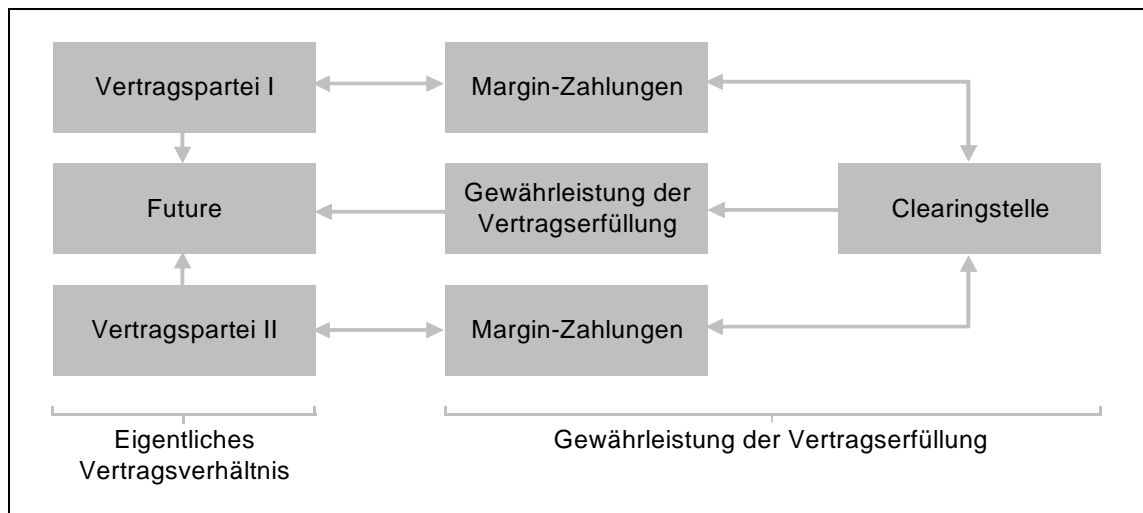 Vertragspartei I
Margin-Zahlungen
Future
Gewährleistung der
Vertragserfüllung
Clearingstelle
Vertragspartei II
Margin-Zahlungen
Eigentliches
Vertragsverhältnis
Gewährleistung der Vertragserfüllung